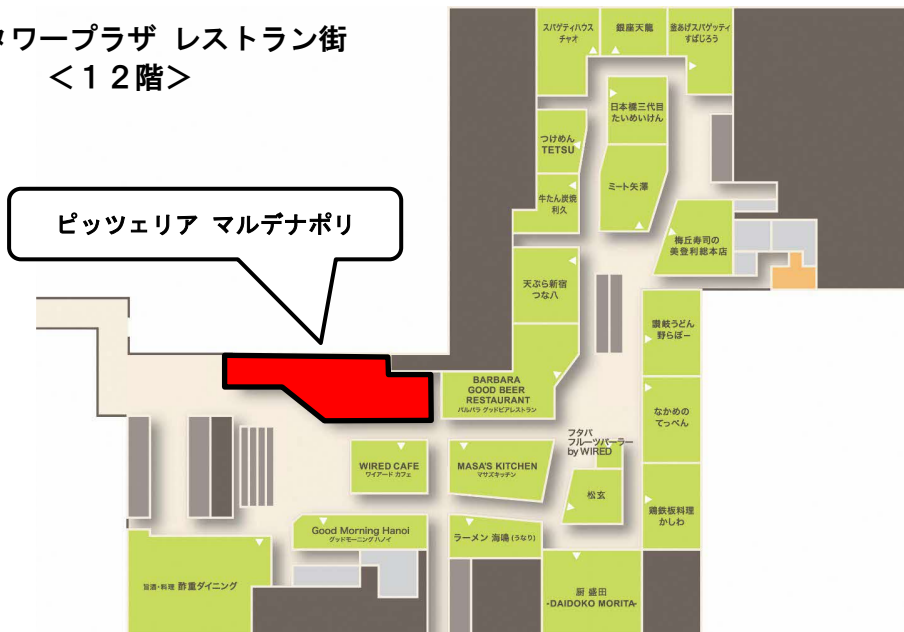 タワープラザ レストラン街
＜１２階＞
スパゲティハウス
チャオ
銀座天龍
釜あげスパゲッティ
すぱじろう
日本橋三代目
たいめいけん
つけめん
TETSU
牛たん炭焼
利久
ミート矢澤
ピッツェリア マルデナポリ
梅丘寿司の
美登利総本店
天ぷら新宿
つな八
讃岐うどん
野らぼー
BARBARA
GOOD BEER
RESTAURANT
バルバラ グッドビアレストラン
なかめの
てっぺん
フタバ
フルーツパーラー
by WIRED
WIRED CAFE
ワイアード カフェ
MASA'S KITCHEN
マサズキッチン
松玄
鶏鉄板料理
かしわ
Good Morning Hanoi
グッドモーニング ハノイ
ラーメン 海鳴 (うなり)
旨酒・料理 酢重ダイニング
厨 盛田
-DAIDOKO MORITA-